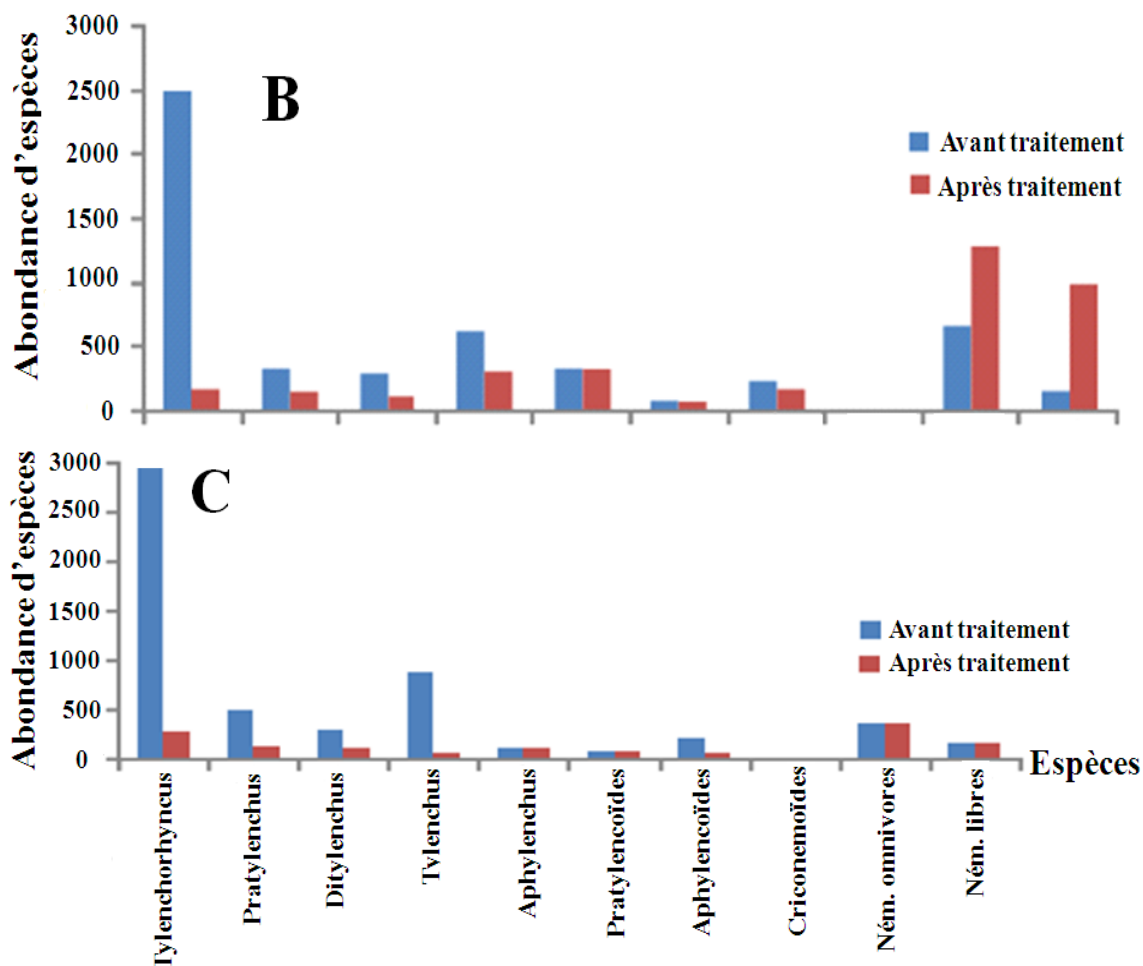 Abondance d'espèces
3000
2500
2000
1500
1000
500
0
B
Avant traitement
Après traitement
Abondance d'espèces
3000
2500
2000
1500
1000
500
0
C
Avant traitement
Après traitement
Espèces
Tylenchorhyncus
Pratylenchus
Ditylenchus
Tvlenchus
Aphylenchus
Pratylencoïdes
Aphylencoïdes
Criconemoïdes
Ném. omnivores
Ném. libres